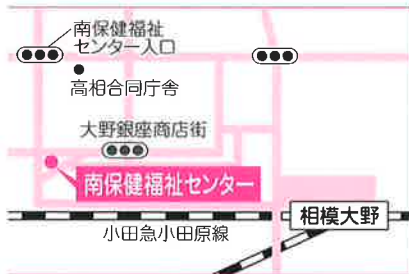 南保健福祉
センター入口
高相合同庁舎
大野銀座商店街
南保健福祉センター
相模大野
小田急小田原線